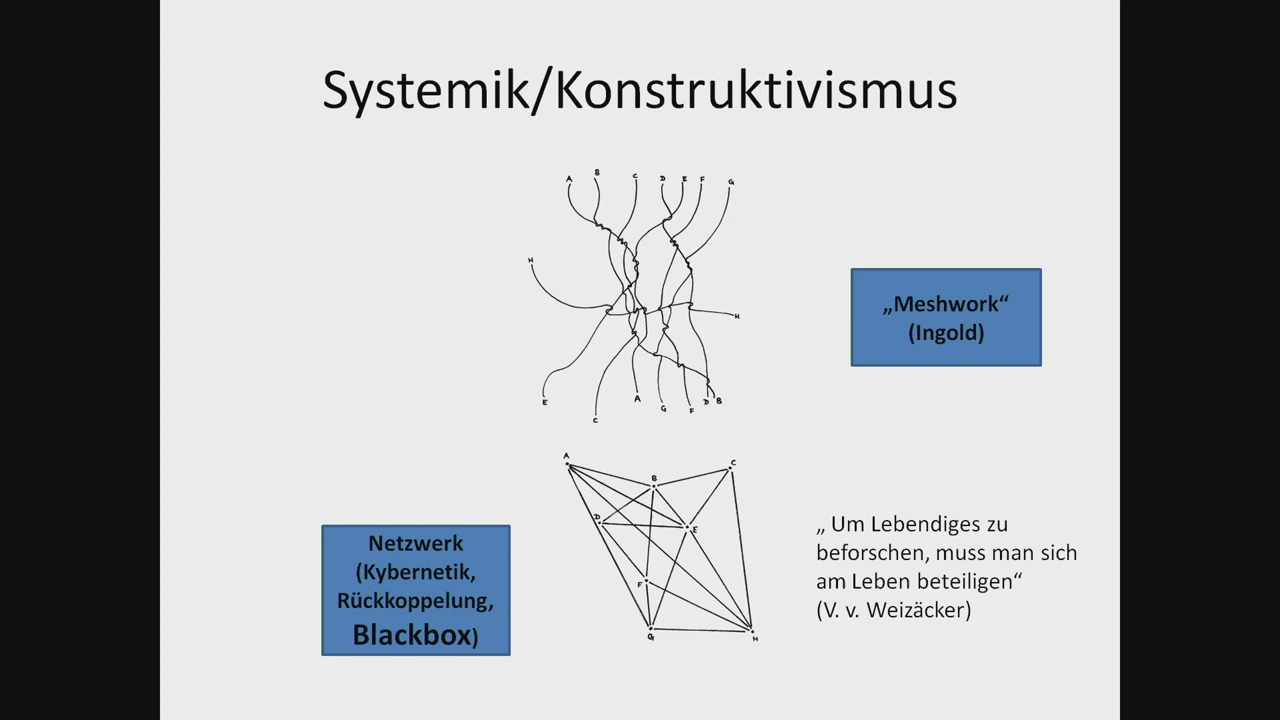 Systemik/Konstruktivismus
A B C D E F G
H
H
E C A G F D B
„Meshwork“
(Ingold)
A
B
C
D
E
F
G
H
Netzwerk
(Kybernetik,
Rückkoppelung,
Blackbox)
„ Um Lebendiges zu
beforschen, muss man sich
am Leben beteiligen“
(V. v. Weizäcker)